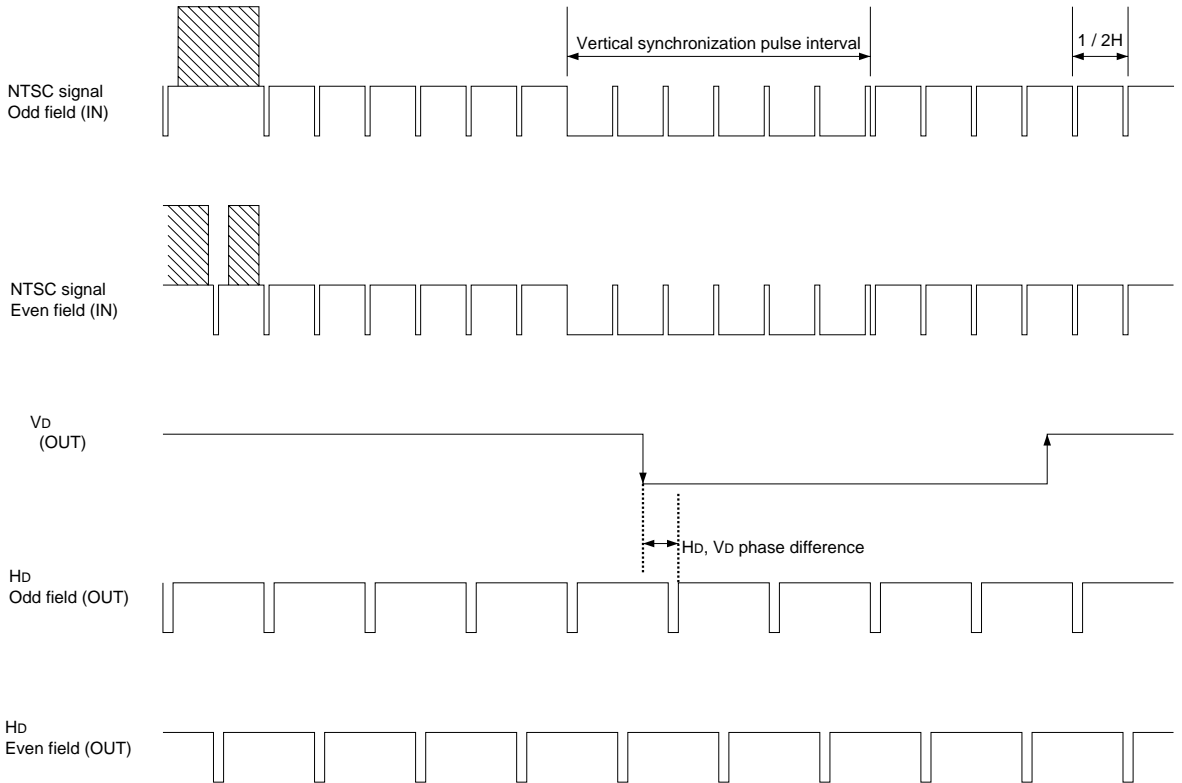 Vertical synchronization pulse interval
1 / 2H
NTSC signal
Odd field (IN)
NTSC signal
Even field (IN)
VD
(OUT)
HD, VD phase difference
HD
Odd field (OUT)
HD
Even field (OUT)